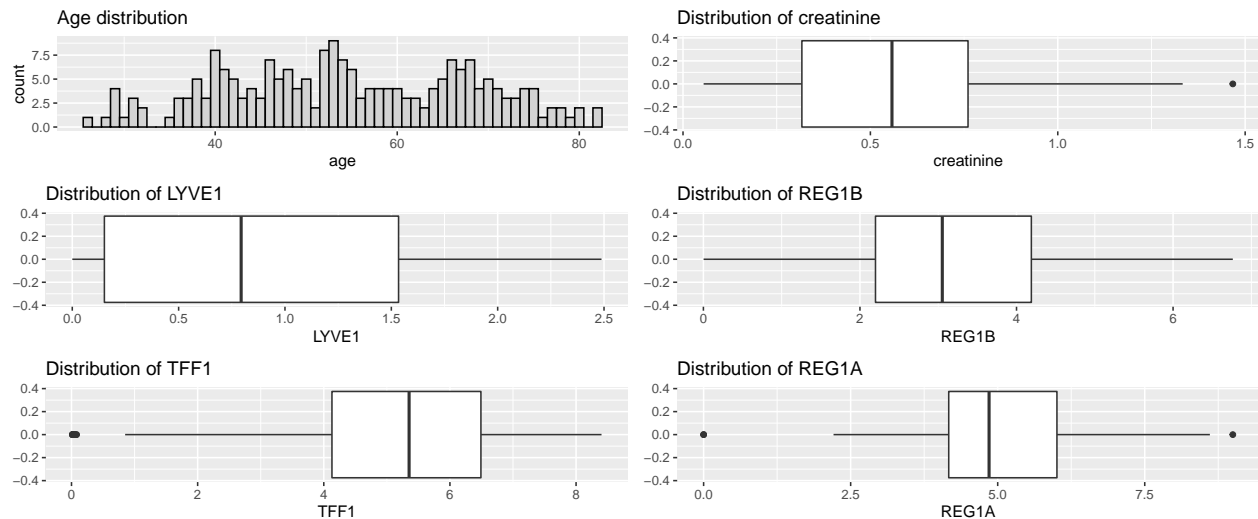 Age distribution
7.5
5.0
2.5
0.0
count
40 60 80
age
Distribution of creatinine
0.4
0.2
0.0
−0.2
−0.4
0.0 0.5 1.0 1.5
creatinine
Distribution of LYVE1
0.4
0.2
0.0
−0.2
−0.4
0.0 0.5 1.0 1.5 2.0 2.5
LYVE1
Distribution of REG1B
0.4
0.2
0.0
−0.2
−0.4
0 2 4 6
REG1B
Distribution of TFF1
0.4
0.2
0.0
−0.2
−0.4
0 2 4 6 8
TFF1
Distribution of REG1A
0.4
0.2
0.0
−0.2
−0.4
0.0 2.5 5.0 7.5
REG1A